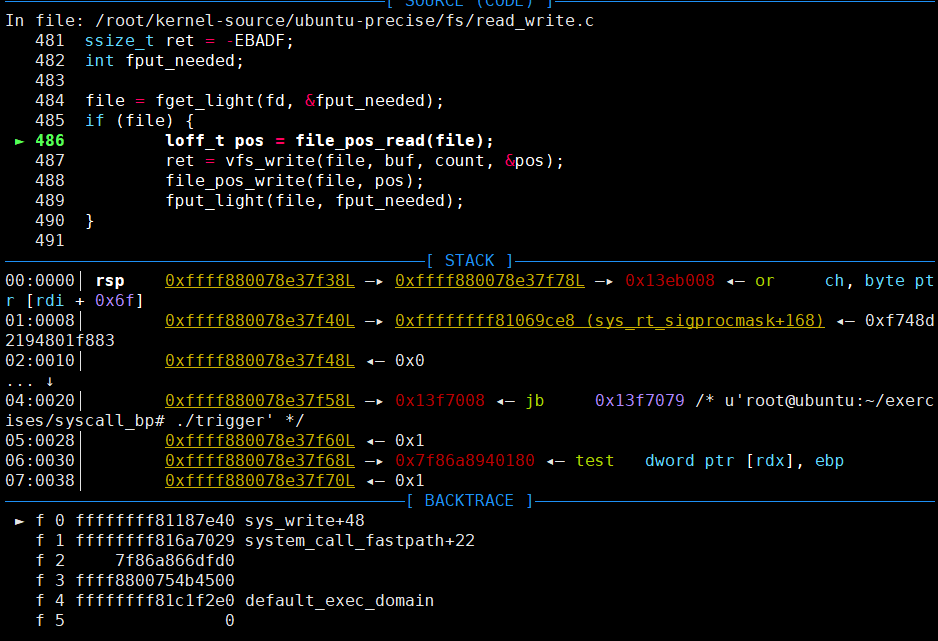 [ SOURCE (CODE) ]
In file: /root/kernel-source/ubuntu-precise/fs/read_write.c
481 ssize_t ret = -EBADF;
482 int fput_needed;
483
484 file = fget_light(fd, &fput_needed);
485 if (file) {
► 486 loff_t pos = file_pos_read(file);
487 ret = vfs_write(file, buf, count, &pos);
488 file_pos_write(file, pos);
489 fput_light(file, fput_needed);
490 }
491
[ STACK ]
00:0000│ rsp 0xffff880078e37f38L —▸ 0xffff880078e37f78L —▸ 0x13eb008 ◂— or ch, byte pt
r [rdi + 0x6f]
01:0008│ 0xffff880078e37f40L —▸ 0xffffffff81069ce8 (sys_rt_sigprocmask+168) ◂— 0xf748d
2194801f883
02:0010│ 0xffff880078e37f48L ◂— 0x0
... ↓
04:0020│ 0xffff880078e37f58L —▸ 0x13f7008 ◂— jb 0x13f7079 /* u'root@ubuntu:~/exerc
ises/syscall_bp# ./trigger' */
05:0028│ 0xffff880078e37f60L ◂— 0x1
06:0030│ 0xffff880078e37f68L —▸ 0x7f86a8940180 ◂— test dword ptr [rdx], ebp
07:0038│ 0xffff880078e37f70L ◂— 0x1
[ BACKTRACE ]
► f 0 ffffffff81187e40 sys_write+48
f 1 ffffffff816a7029 system_call_fastpath+22
f 2 7f86a866dfd0
f 3 ffff8800754b4500
f 4 ffffffff81c1f2e0 default_exec_domain
f 5 0